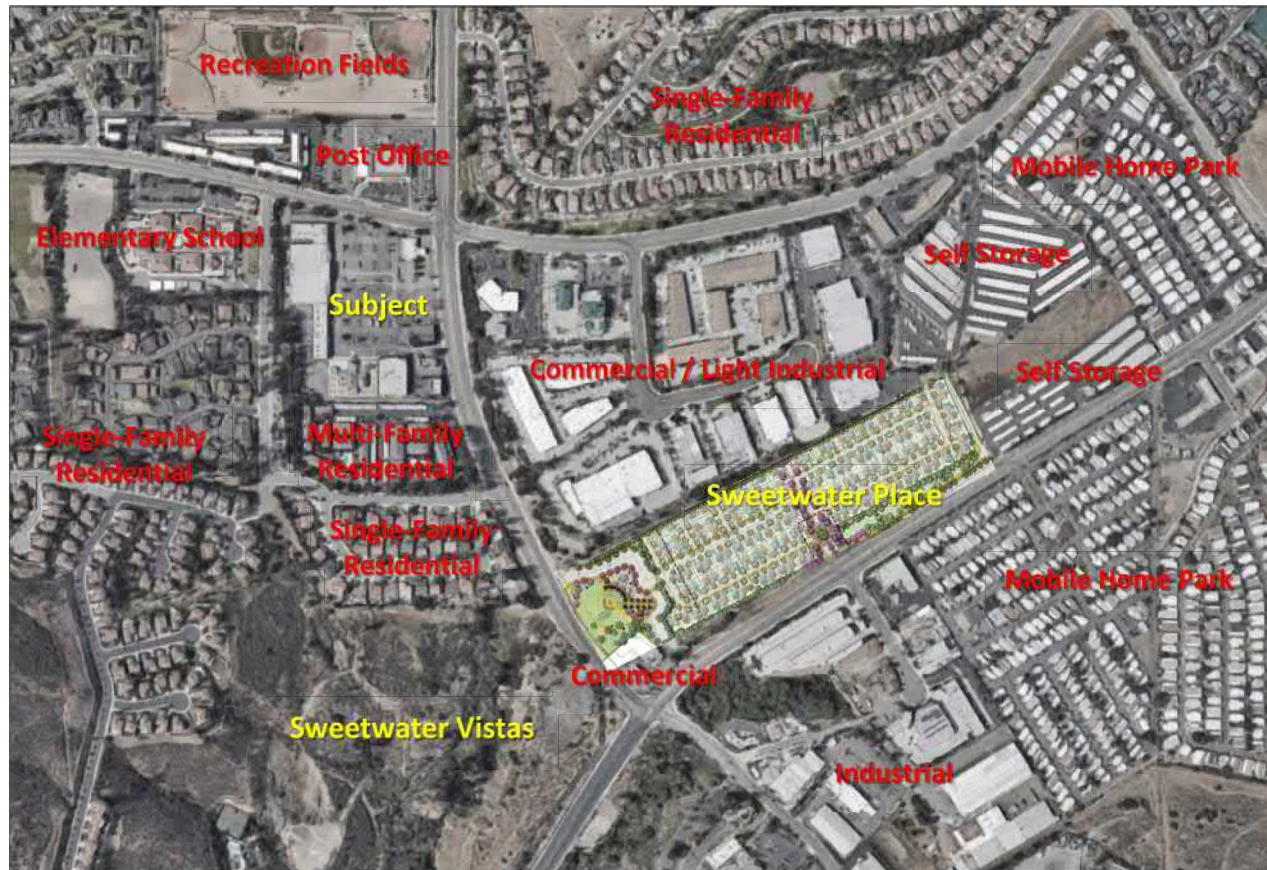 Recreation Fields
Single-Family
Residential
Post Office
Mobile Home Park
Elementary School
Self Storage
Subject
Commercial / Light Industrial
Self Storage
Single-Family
Residential
Multi-Family
Residential
Sweetwater Place
Single-Family
Residential
Mobile Home Park
Commercial
Sweetwater Vistas
Industrial